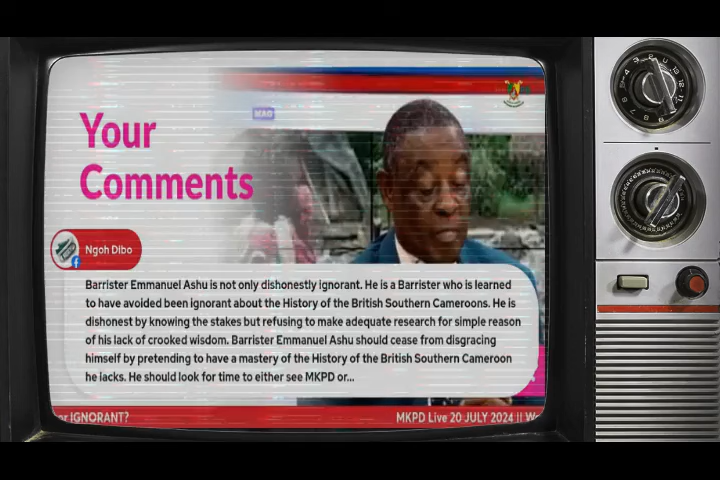 MAG
Your
Comments
Ngoh Dibo
Barrister Emmanuel Ashu is not only dishonestly ignorant. He is a Barrister who is learned
to have avoided been ignorant about the History of the British Southern Cameroons. He is
dishonest by knowing the stakes but refusing to make adequate research for simple reason
of his lack of crooked wisdom. Barrister Emmanuel Ashu should cease from disgracing
himself by pretending to have a mastery of the History of the British Southern Cameroon
he lacks. He should look for time to either see MKPD or...
or IGNORANT? MKPD Live 20 JULY 2024 || W